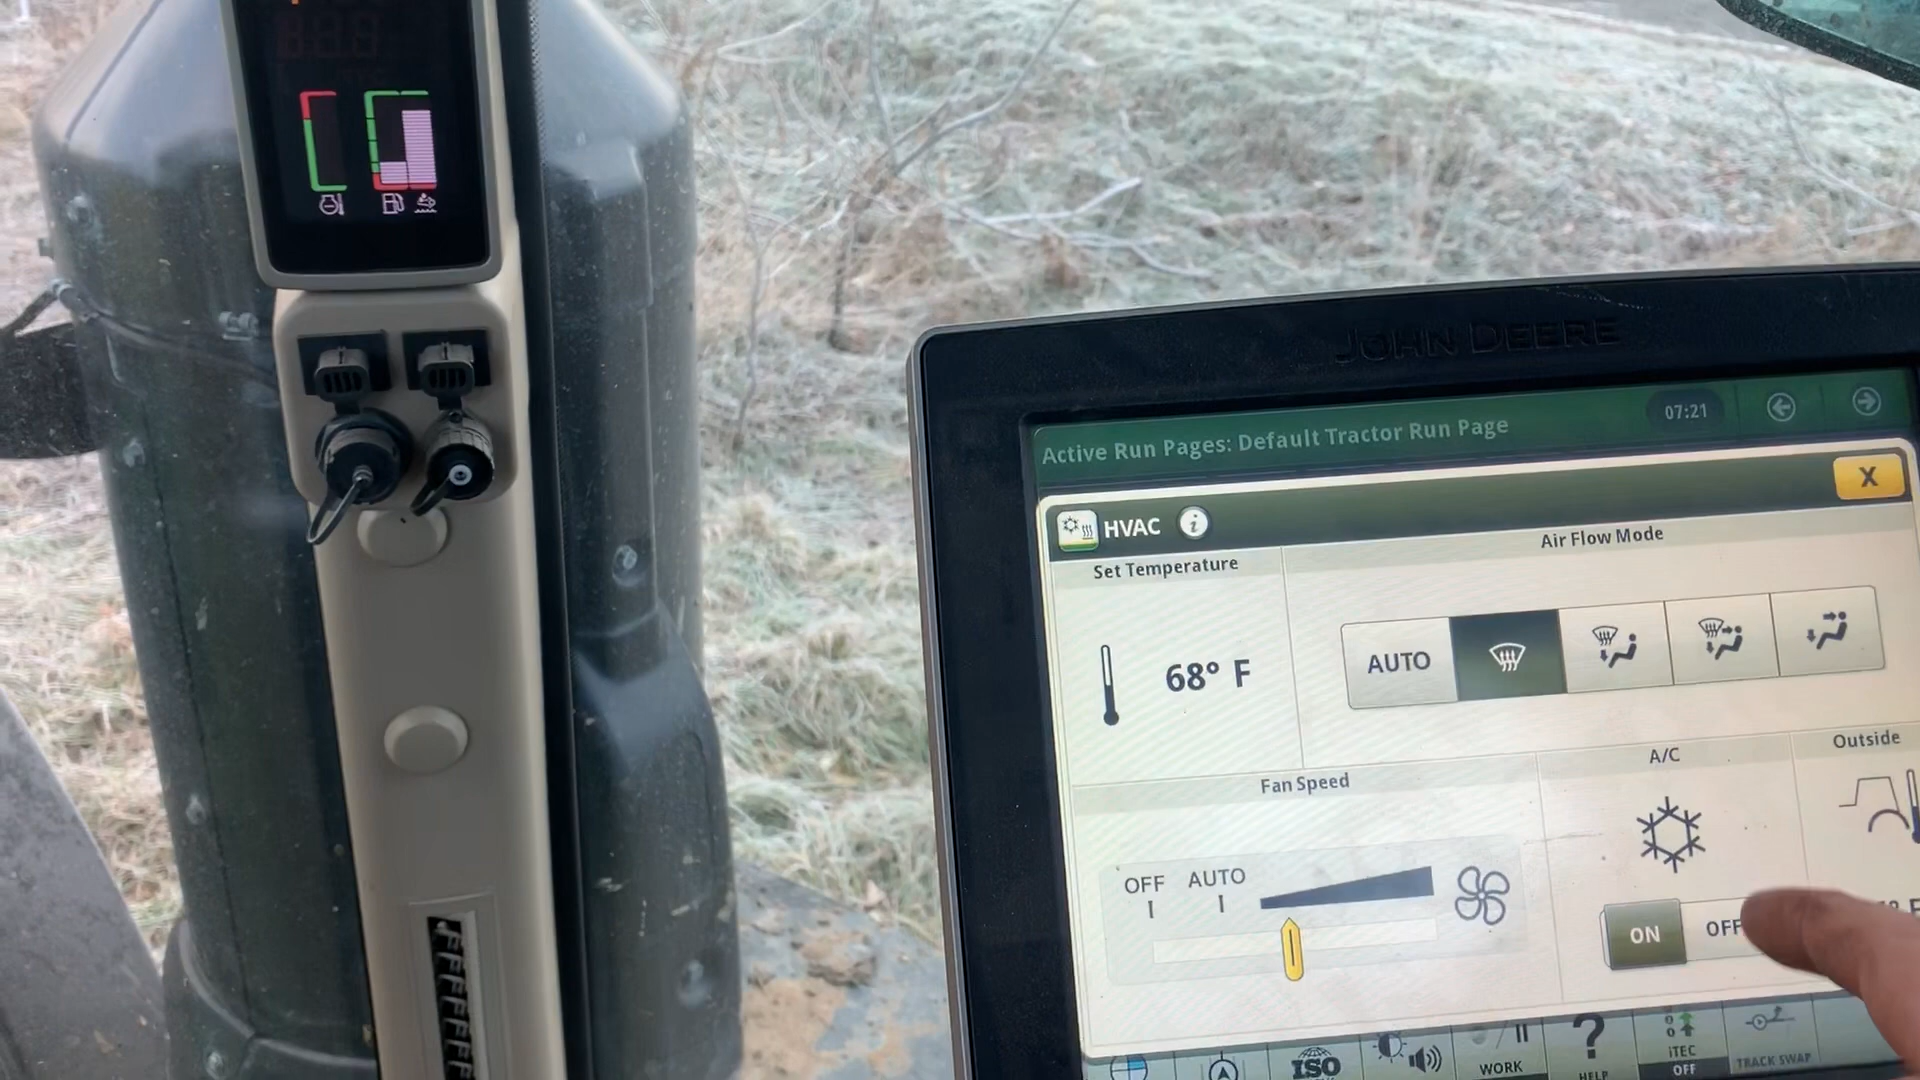 JOHN DEERE
Active Run Pages: Default Tractor Run Page
07:21
X
HVAC
i
Set Temperature
Air Flow Mode
68° F
AUTO
Fan Speed
A/C
Outside
OFF
AUTO
ON
OFF
ISO
WORK
?
HELP
iTEC
OFF
TRACK SWAP